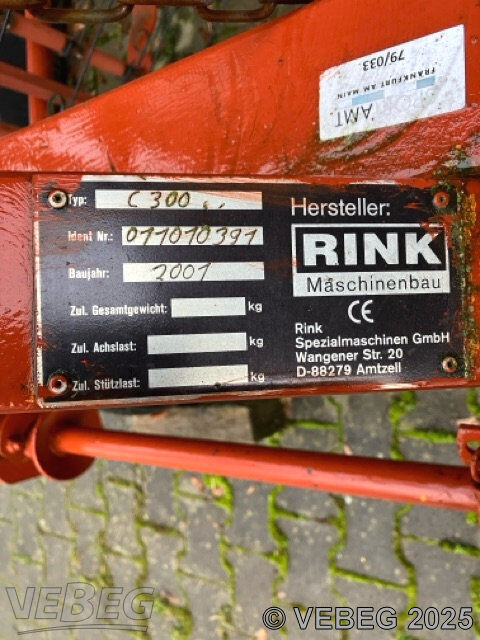 79/033
FRANKFURT AM MAIN
AMT
Typ: C 300
Ident Nr.: 011010391
Baujahr: 2001
Zul. Gesamtgewicht: kg
Zul. Achslast: kg
Zul. Stützlast: kg
Hersteller:
RINK
Maschinenbau
CE
Rink
Spezialmaschinen GmbH
Wangener Str. 20
D-88279 Amtzell
VEBEG
© VEBEG 2025